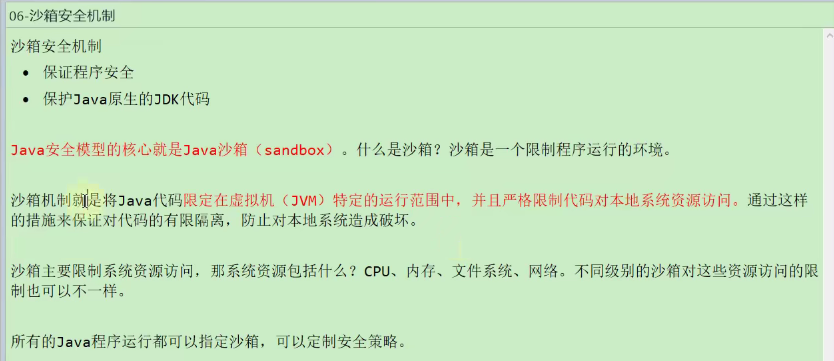 06-沙箱安全机制
沙箱安全机制
• 保证程序安全
• 保护Java原生的JDK代码
Java安全模型的核心就是Java沙箱（sandbox）。什么是沙箱？沙箱是一个限制程序运行的环境。
沙箱机制就是将Java代码限定在虚拟机（JVM）特定的运行范围中，并且严格限制代码对本地系统资源访问。通过这样
的措施来保证对代码的有限隔离，防止对本地系统造成破坏。
沙箱主要限制系统资源访问，那系统资源包括什么？CPU、内存、文件系统、网络。不同级别的沙箱对这些资源访问的限
制也可以不一样。
所有的Java程序运行都可以指定沙箱，可以定制安全策略。